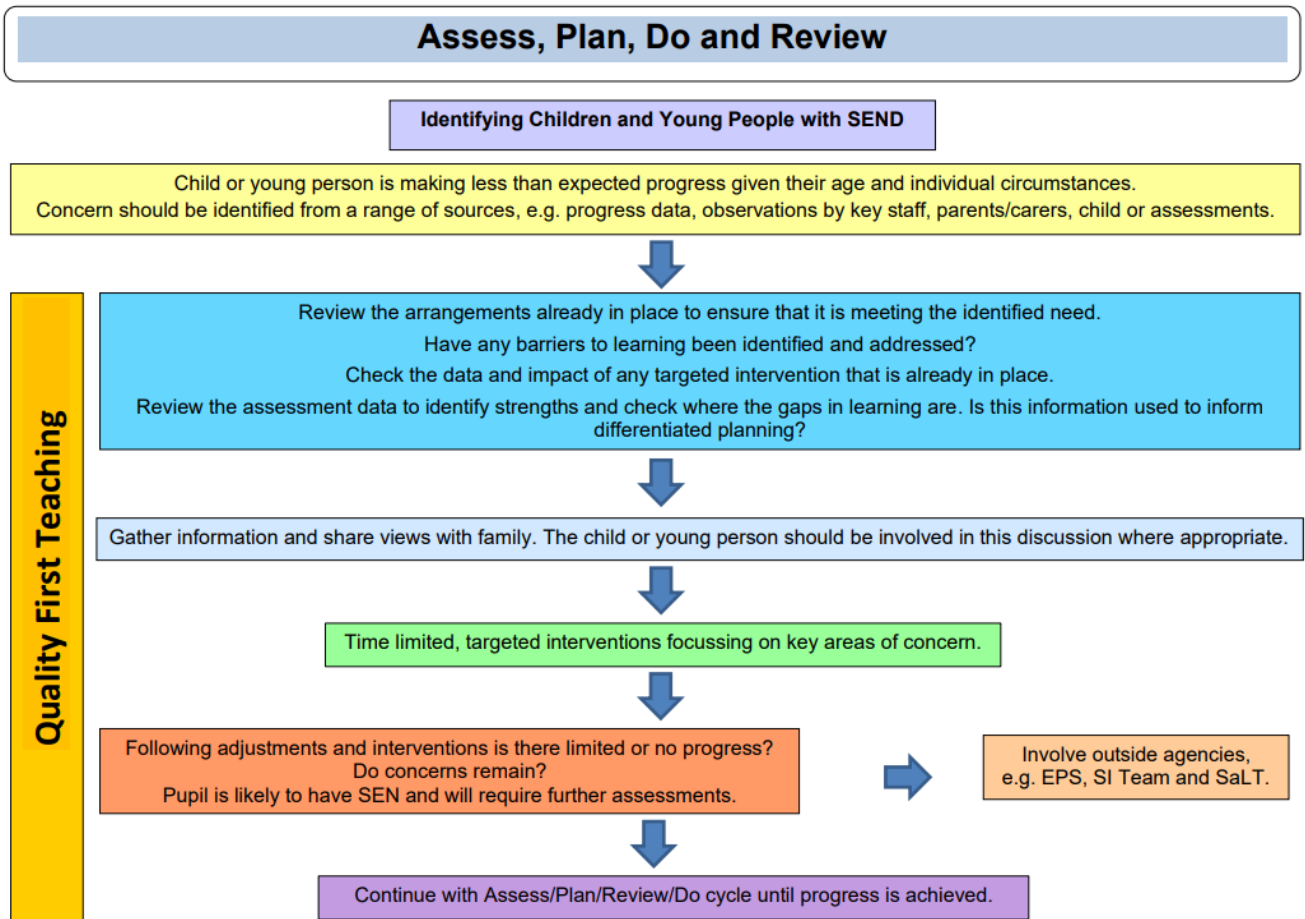 Assess, Plan, Do and Review
Identifying Children and Young People with SEND
Child or young person is making less than expected progress given their age and individual circumstances.
Concern should be identified from a range of sources, e.g. progress data, observations by key staff, parents/carers, child or assessments.
Quality First Teaching
Review the arrangements already in place to ensure that it is meeting the identified need.
Have any barriers to learning been identified and addressed?
Check the data and impact of any targeted intervention that is already in place.
Review the assessment data to identify strengths and check where the gaps in learning are. Is this information used to inform
differentiated planning?
Gather information and share views with family. The child or young person should be involved in this discussion where appropriate.
Time limited, targeted interventions focussing on key areas of concern.
Following adjustments and interventions is there limited or no progress?
Do concerns remain?
Pupil is likely to have SEN and will require further assessments.
Involve outside agencies,
e.g. EPS, SI Team and SaLT.
Continue with Assess/Plan/Review/Do cycle until progress is achieved.